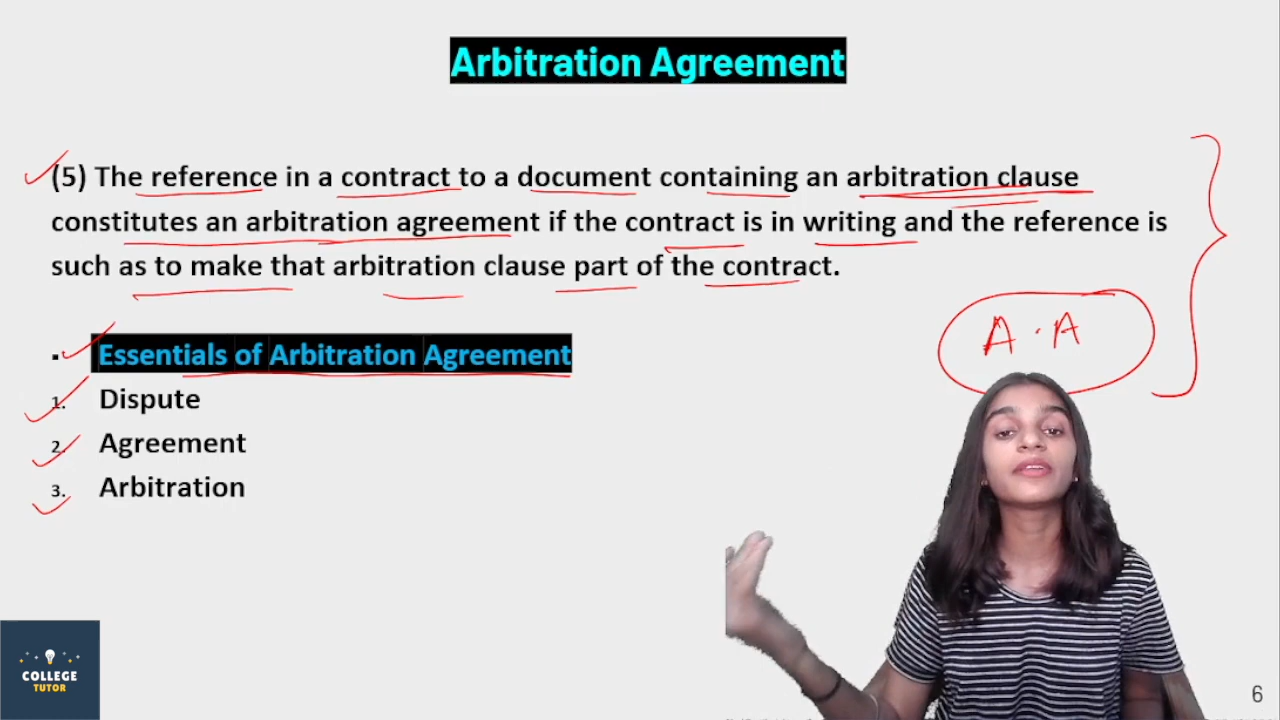 Arbitration Agreement
(5) The reference in a contract to a document containing an arbitration clause
constitutes an arbitration agreement if the contract is in writing and the reference is
such as to make that arbitration clause part of the contract.
▪ Essentials of Arbitration Agreement
1. Dispute
2. Agreement
3. Arbitration
A . A
COLLEGE
TUTOR
6